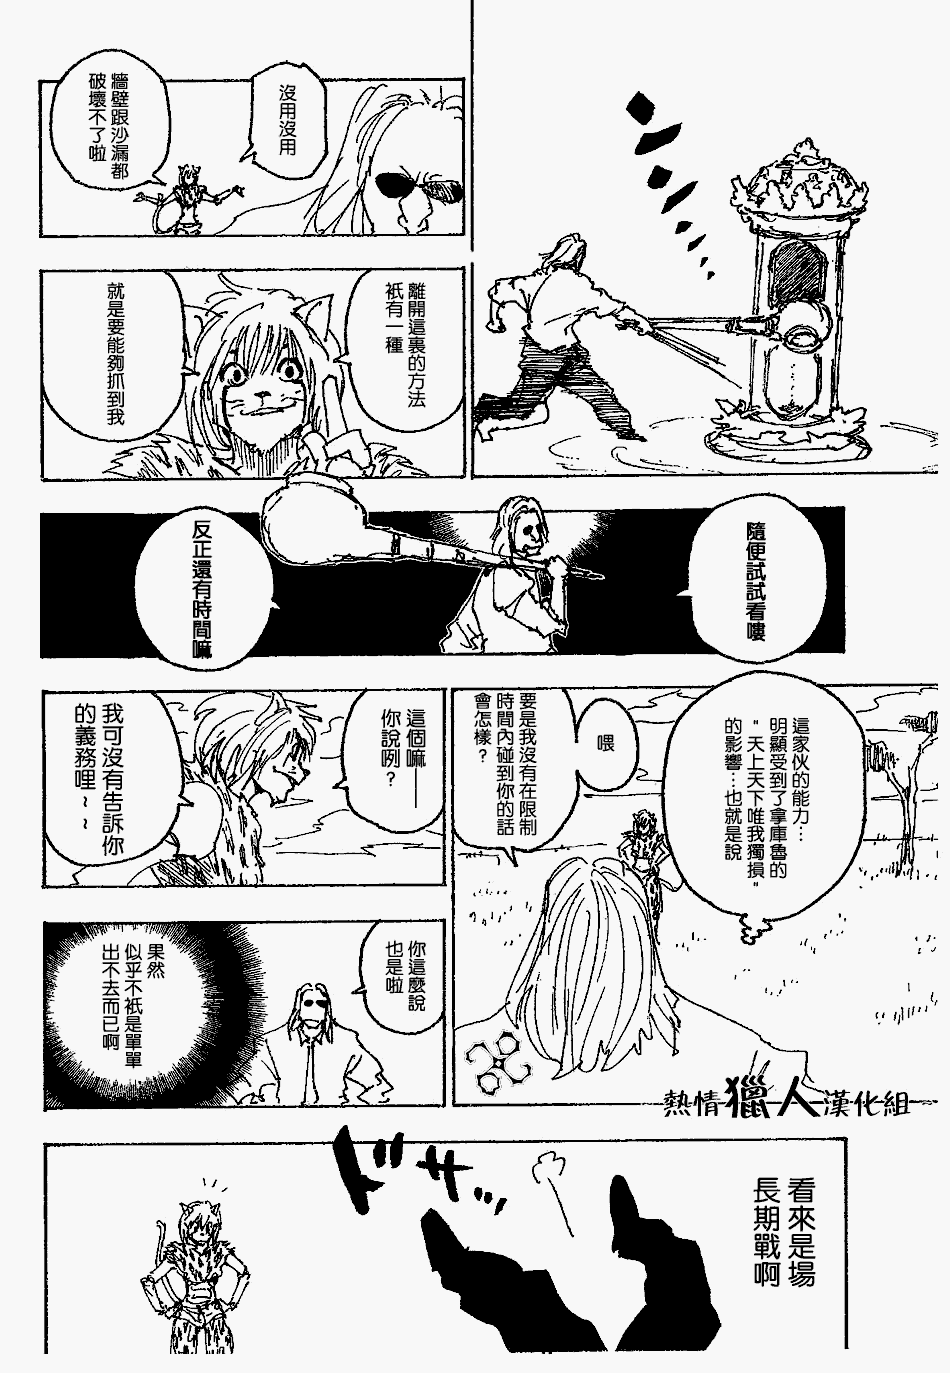 ンンン
沒用沒用
牆壁跟沙漏都
破壞不了啦
離開這裏的方法
衹有一種
就是要能夠抓到我
隨便試試看嘍
反正還有時間嘛
這家伙的能力…
明顯受到了拿庫魯的
"天上天下唯我獨損"
的影響…也就是說
喂
要是我沒有在限制
時間內碰到你的話
會怎樣？
這個嘛——
你說咧？
我可沒有告訴你
的義務哩～～
你這麼說
也是啦
果然
似乎不衹是單單
出不去而已啊
熱情獵人漢化組
看來是場
長期戰啊
ドサッ…